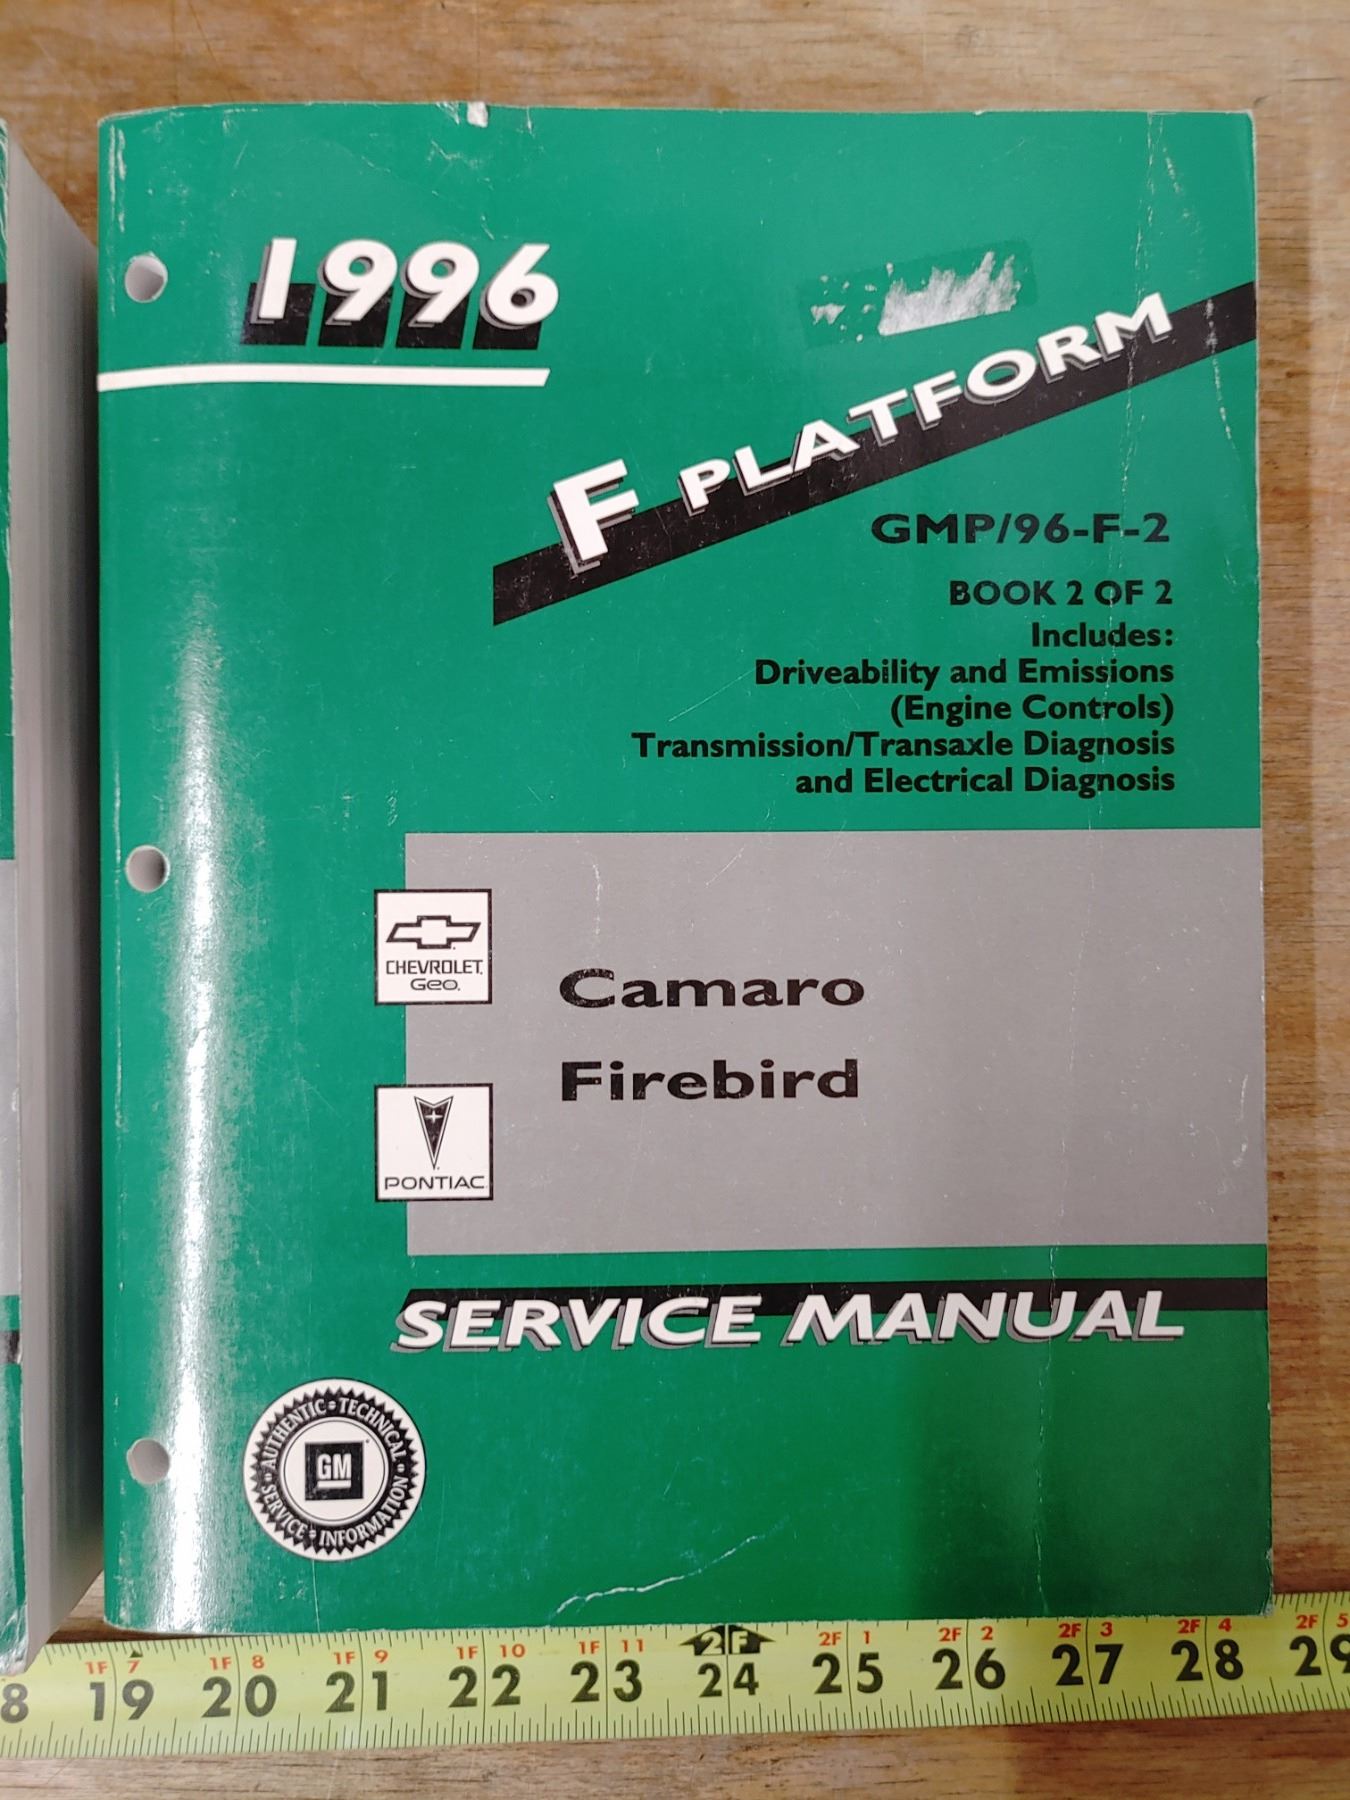 1996
F PLATFORM
GMP/96-F-2
BOOK 2 OF 2
Includes:
Driveability and Emissions
(Engine Controls)
Transmission/Transaxle Diagnosis
and Electrical Diagnosis
CHEVROLET
Geo.
Camaro
Firebird
PONTIAC
SERVICE MANUAL
AUTHENTIC TECHNICAL
SERVICE INFORMATION
GM
1F 7 1F 8 1F 9 1F 10 1F 11 2F 2F 1 2F 2 2F 3 2F 4 2F 5
8 19 20 21 22 23 24 25 26 27 28 29